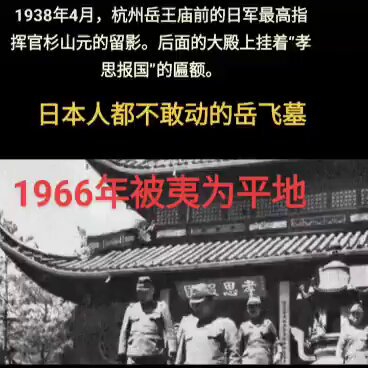 1938年4月，杭州岳王庙前的日军最高指
挥官杉山元的留影。后面的大殿上挂着“孝
思报国”的匾额。
日本人都不敢动的岳飞墓
1966年被夷为平地
孝思報國